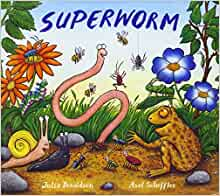 SUPERWORM
Julia Donaldson Axel Scheffler